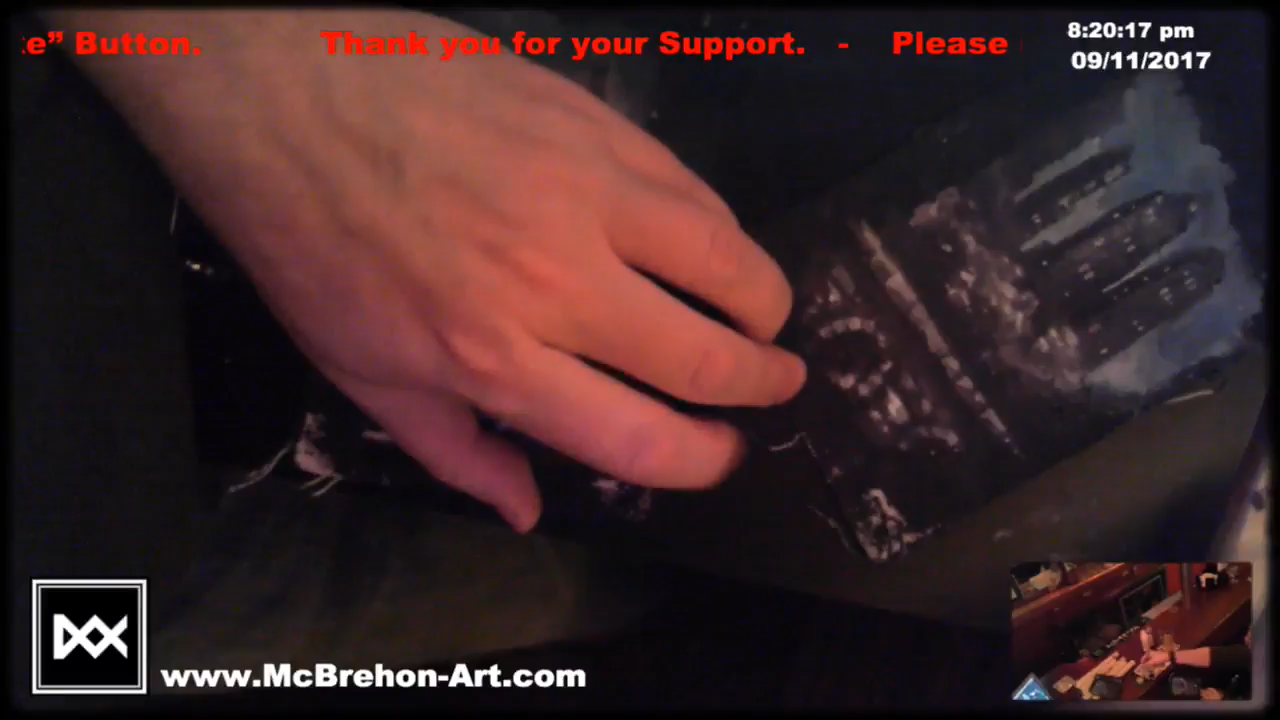 e” Button. Thank you for your Support. - Please
8:20:17 pm
09/11/2017
www.McBrehon-Art.com